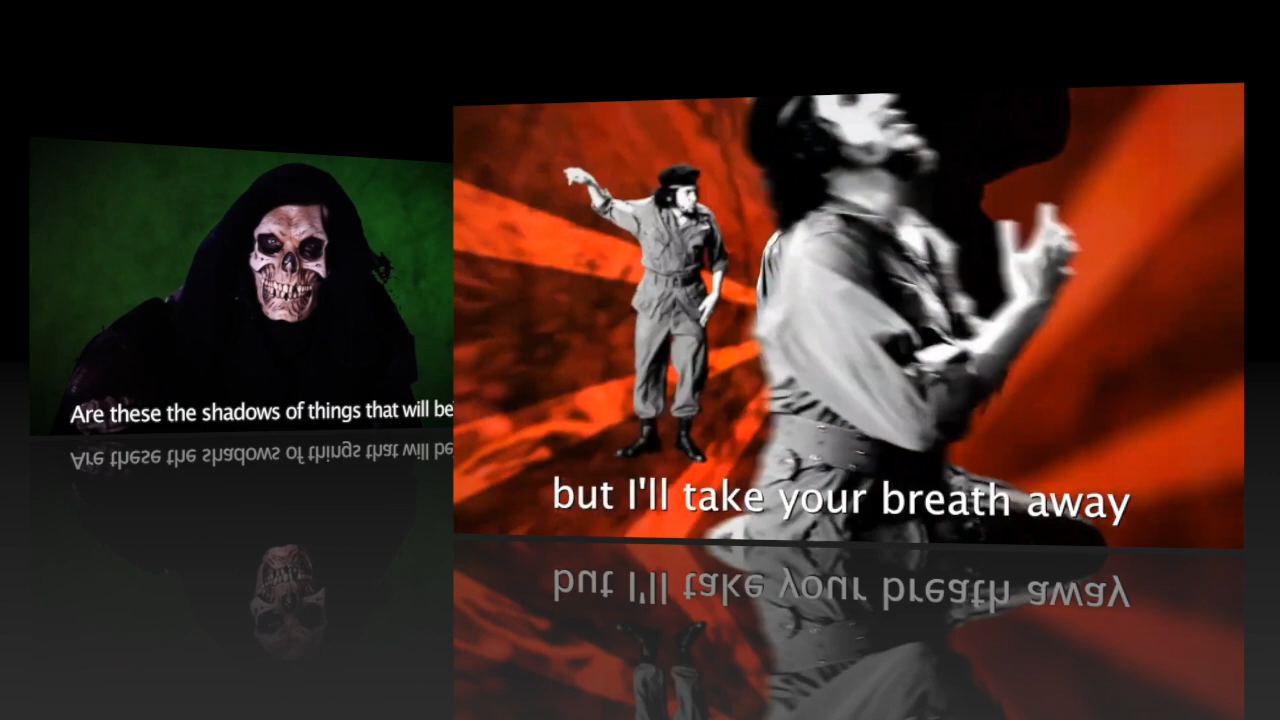 Are these the shadows of things that will be
but I'll take your breath away